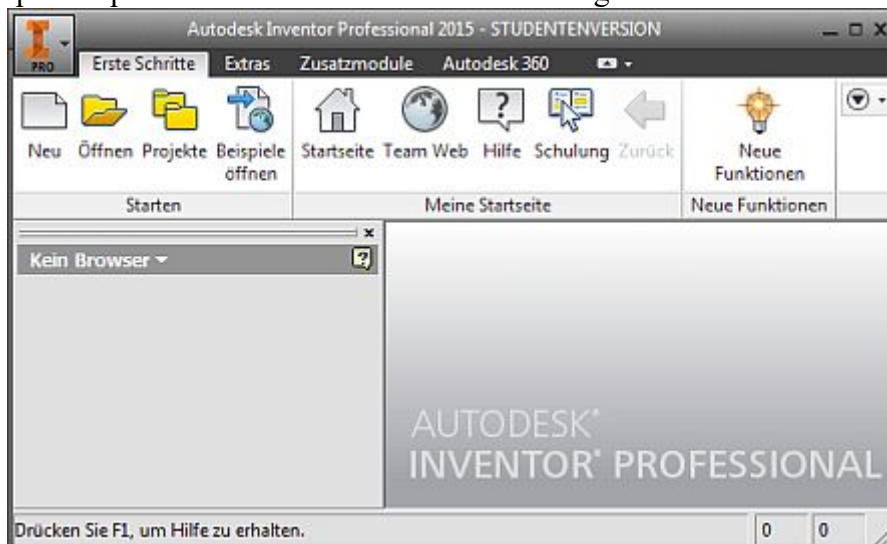 Autodesk Inventor Professional 2015 - STUDENTENVERSION
PRO
Erste Schritte Extras Zusatzmodule Autodesk 360
Neu Öffnen Projekte Beispiele öffnen Startseite Team Web Hilfe Schulung Zurück Neue Funktionen
Starten Meine Startseite Neue Funktionen
Kein Browser
AUTODESK®
INVENTOR® PROFESSIONAL
Drücken Sie F1, um Hilfe zu erhalten. 0 0